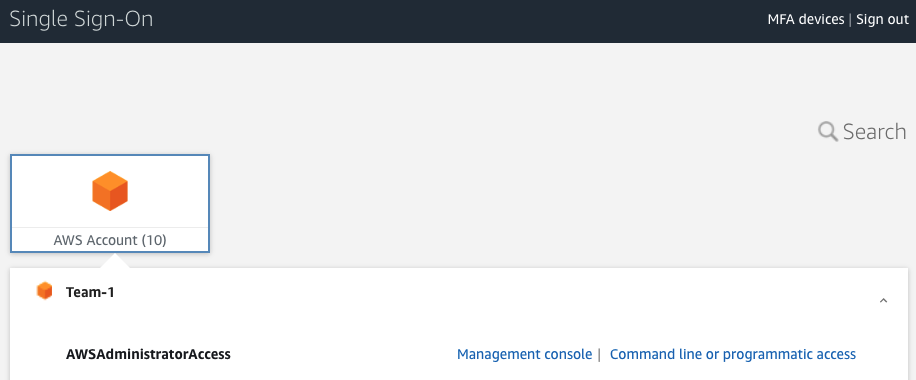 Single Sign-On
MFA devices | Sign out
Search
AWS Account (10)
Team-1
AWSAdministratorAccess
Management console | Command line or programmatic access